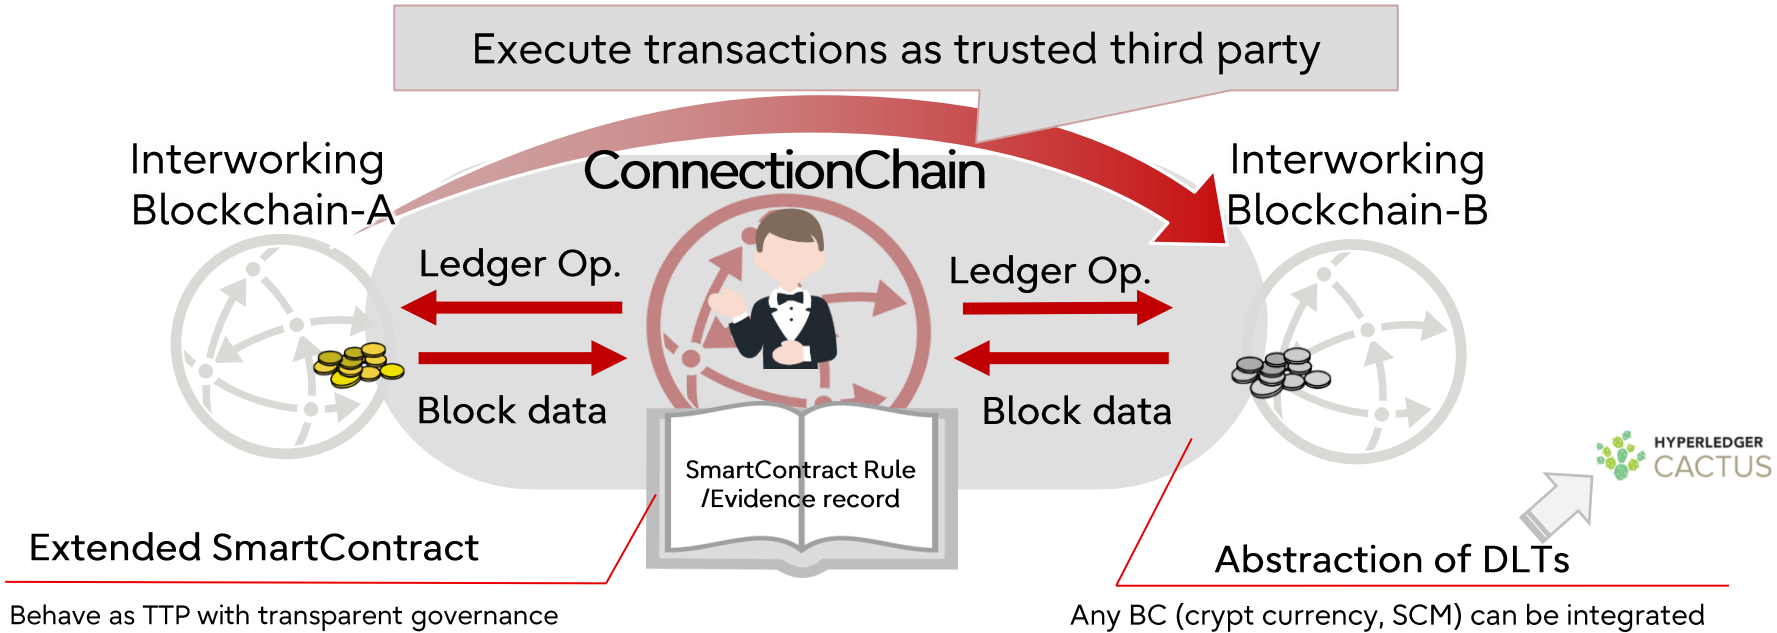 Execute transactions as trusted third party
Interworking
Blockchain-A
ConnectionChain
Interworking
Blockchain-B
Ledger Op.
Ledger Op.
Block data
Block data
SmartContract Rule
/Evidence record
HYPERLEDGER
CACTUS
Extended SmartContract
Behave as TTP with transparent governance
Abstraction of DLTs
Any BC (crypt currency, SCM) can be integrated